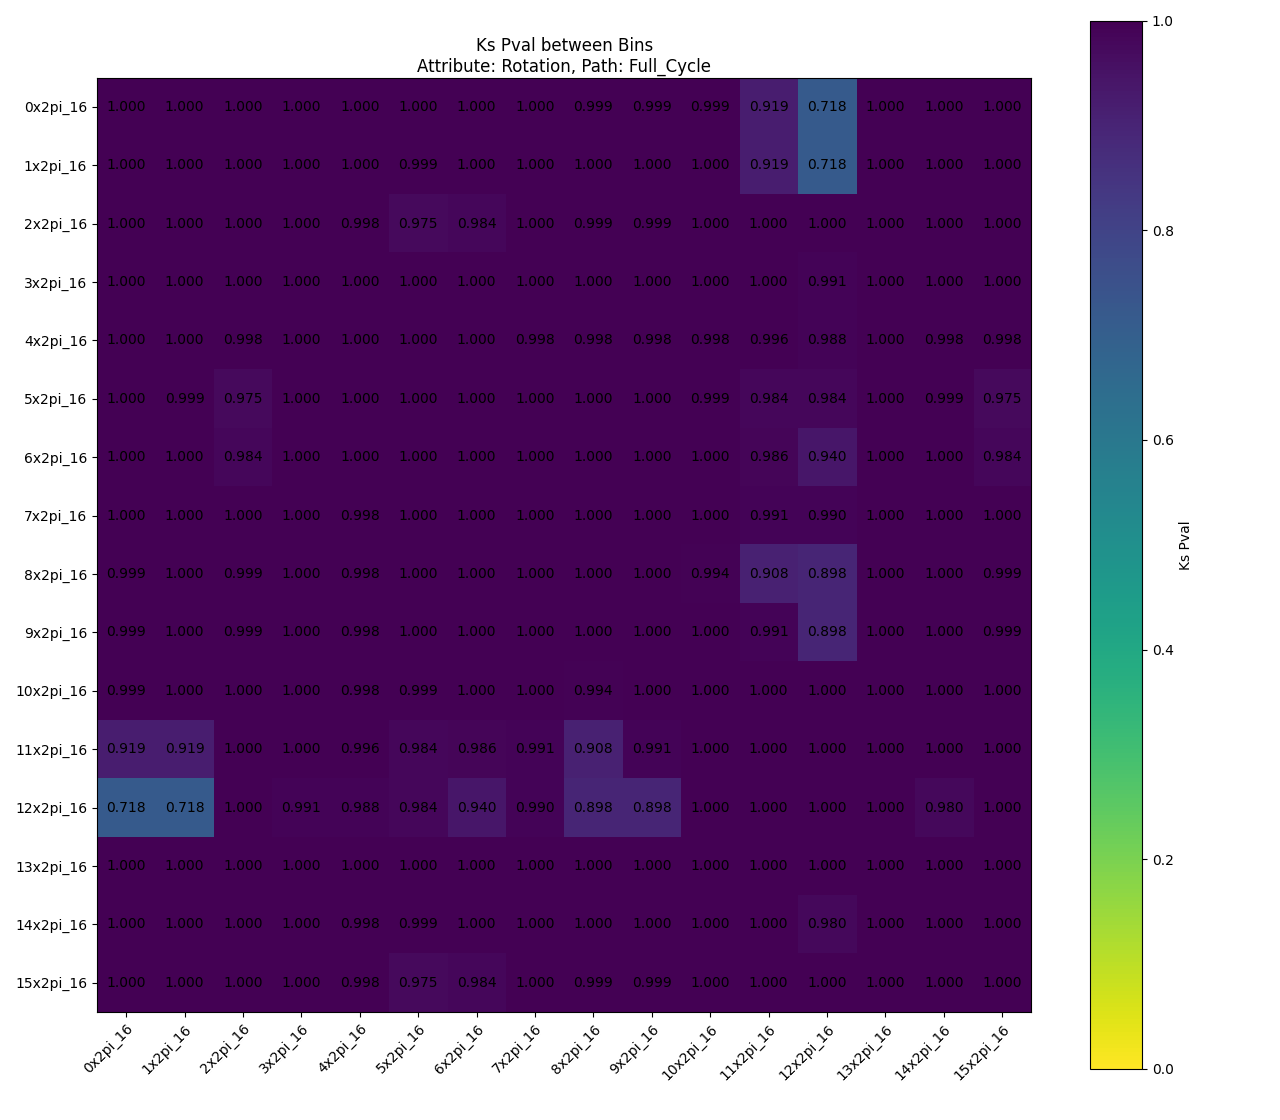 Ks Pval between Bins
Attribute: Rotation, Path: Full_Cycle
0x2pi_16 1.000 1.000 1.000 1.000 1.000 1.000 1.000 1.000 0.999 0.999 0.999 0.919 0.718 1.000 1.000 1.000
1x2pi_16 1.000 1.000 1.000 1.000 1.000 0.999 1.000 1.000 1.000 1.000 1.000 0.919 0.718 1.000 1.000 1.000
2x2pi_16 1.000 1.000 1.000 1.000 0.998 0.975 0.984 1.000 0.999 0.999 1.000 1.000 1.000 1.000 1.000 1.000
3x2pi_16 1.000 1.000 1.000 1.000 1.000 1.000 1.000 1.000 1.000 1.000 1.000 1.000 0.991 1.000 1.000 1.000
4x2pi_16 1.000 1.000 0.998 1.000 1.000 1.000 1.000 0.998 0.998 0.998 0.998 0.996 0.988 1.000 0.998 0.998
5x2pi_16 1.000 0.999 0.975 1.000 1.000 1.000 1.000 1.000 1.000 1.000 0.999 0.984 0.984 1.000 0.999 0.975
6x2pi_16 1.000 1.000 0.984 1.000 1.000 1.000 1.000 1.000 1.000 1.000 1.000 0.986 0.940 1.000 1.000 0.984
7x2pi_16 1.000 1.000 1.000 1.000 0.998 1.000 1.000 1.000 1.000 1.000 1.000 0.991 0.990 1.000 1.000 1.000
8x2pi_16 0.999 1.000 0.999 1.000 0.998 1.000 1.000 1.000 1.000 1.000 0.994 0.908 0.898 1.000 1.000 0.999
9x2pi_16 0.999 1.000 0.999 1.000 0.998 1.000 1.000 1.000 1.000 1.000 1.000 0.991 0.898 1.000 1.000 0.999
10x2pi_16 0.999 1.000 1.000 1.000 0.998 0.999 1.000 1.000 0.994 1.000 1.000 1.000 1.000 1.000 1.000 1.000
11x2pi_16 0.919 0.919 1.000 1.000 0.996 0.984 0.986 0.991 0.908 0.991 1.000 1.000 1.000 1.000 1.000 1.000
12x2pi_16 0.718 0.718 1.000 0.991 0.988 0.984 0.940 0.990 0.898 0.898 1.000 1.000 1.000 1.000 0.980 1.000
13x2pi_16 1.000 1.000 1.000 1.000 1.000 1.000 1.000 1.000 1.000 1.000 1.000 1.000 1.000 1.000 1.000 1.000
14x2pi_16 1.000 1.000 1.000 1.000 0.998 0.999 1.000 1.000 1.000 1.000 1.000 1.000 0.980 1.000 1.000 1.000
15x2pi_16 1.000 1.000 1.000 1.000 0.998 0.975 0.984 1.000 0.999 0.999 1.000 1.000 1.000 1.000 1.000 1.000
0x2pi_16 1x2pi_16 2x2pi_16 3x2pi_16 4x2pi_16 5x2pi_16 6x2pi_16 7x2pi_16 8x2pi_16 9x2pi_16 10x2pi_16 11x2pi_16 12x2pi_16 13x2pi_16 14x2pi_16 15x2pi_16
1.0
0.8
0.6
0.4
0.2
0.0
Ks Pval